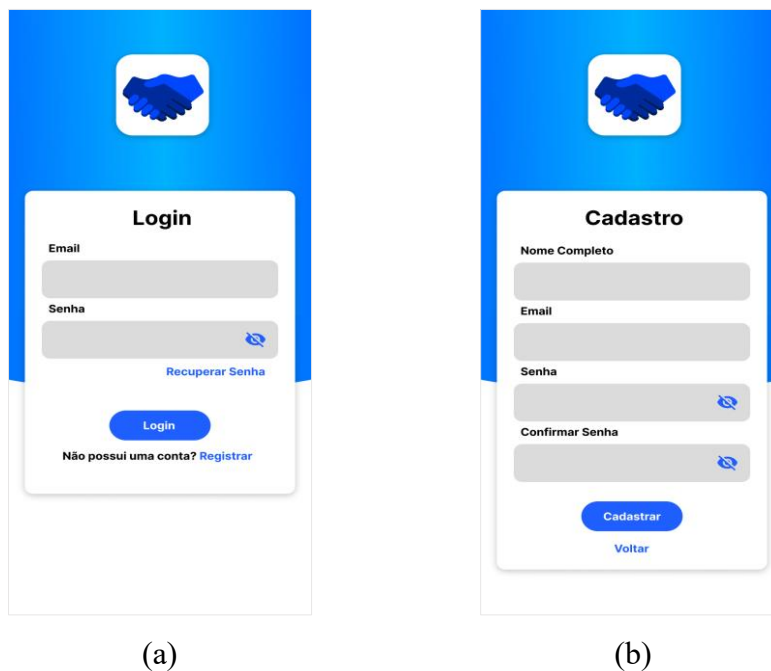 Login
Email
Senha
Recuperar Senha
Login
Não possui uma conta? Registrar
(a)
Cadastro
Nome Completo
Email
Senha
Confirmar Senha
Cadastrar
Voltar
(b)